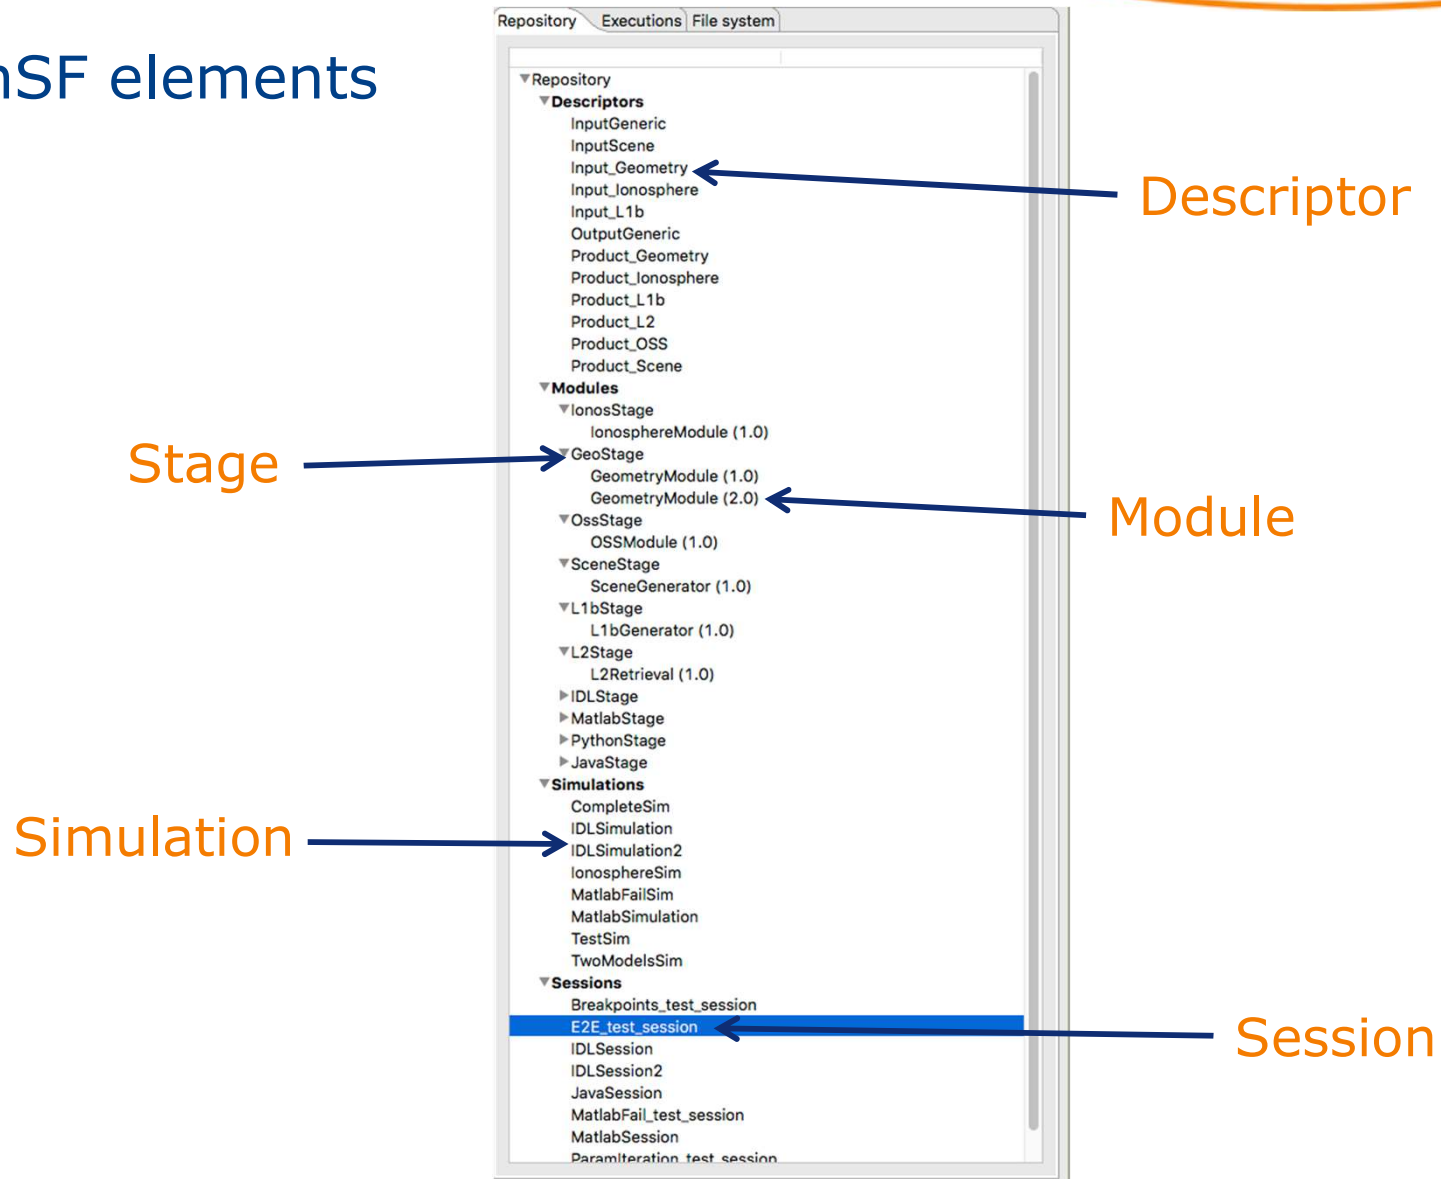 nSF elements
Repository Executions File system
Repository
Descriptors
InputGeneric
InputScene
Input_Geometry
Input_Ionosphere
Input_L1b
OutputGeneric
Product_Geometry
Product_Ionosphere
Product_L1b
Product_L2
Product_OSS
Product_Scene
Modules
IonosStage
IonosphereModule (1.0)
GeoStage
GeometryModule (1.0)
GeometryModule (2.0)
OssStage
OSSModule (1.0)
SceneStage
SceneGenerator (1.0)
L1bStage
L1bGenerator (1.0)
L2Stage
L2Retrieval (1.0)
IDLStage
MatlabStage
PythonStage
JavaStage
Simulations
CompleteSim
IDLSimulation
IDLSimulation2
IonosphereSim
MatlabFailSim
MatlabSimulation
TestSim
TwoModelsSim
Sessions
Breakpoints_test_session
E2E_test_session
IDLSession
IDLSession2
JavaSession
MatlabFail_test_session
MatlabSession
ParamIteration_test_session
Descriptor
Stage
Module
Simulation
Session